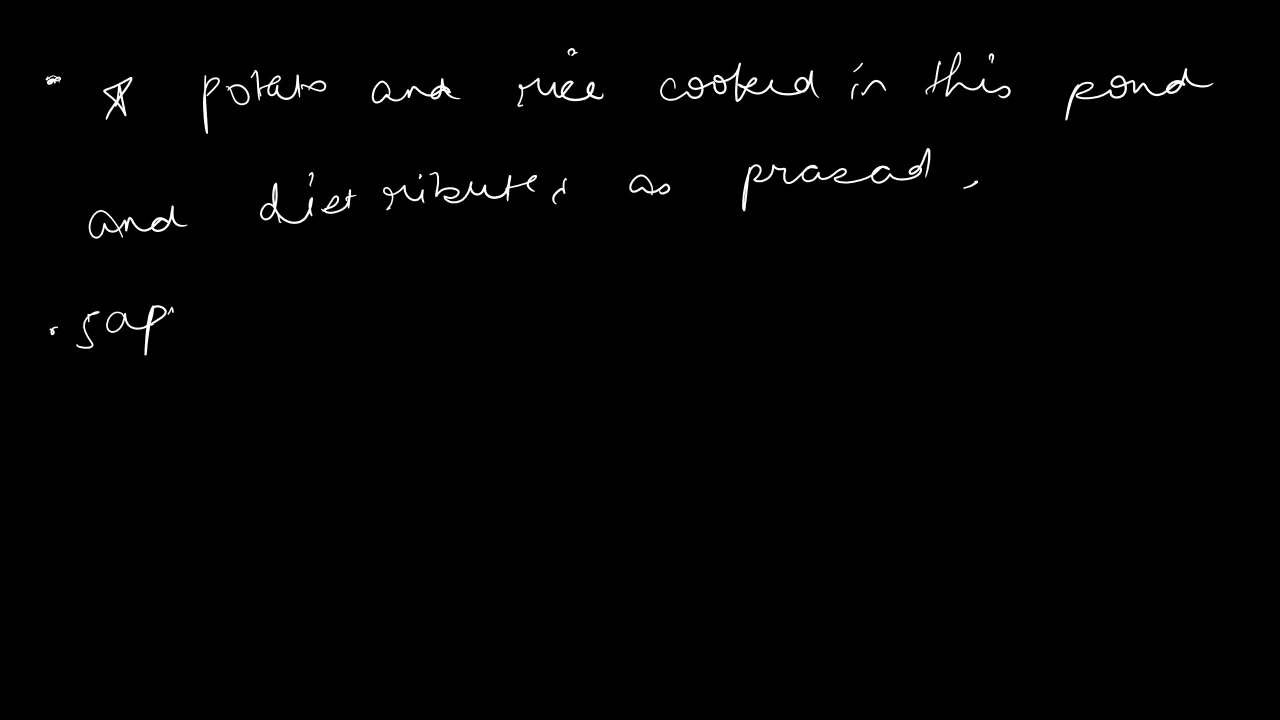 • ☆ potato and rice cooked in this pond
and distributed as prasad,
• sap